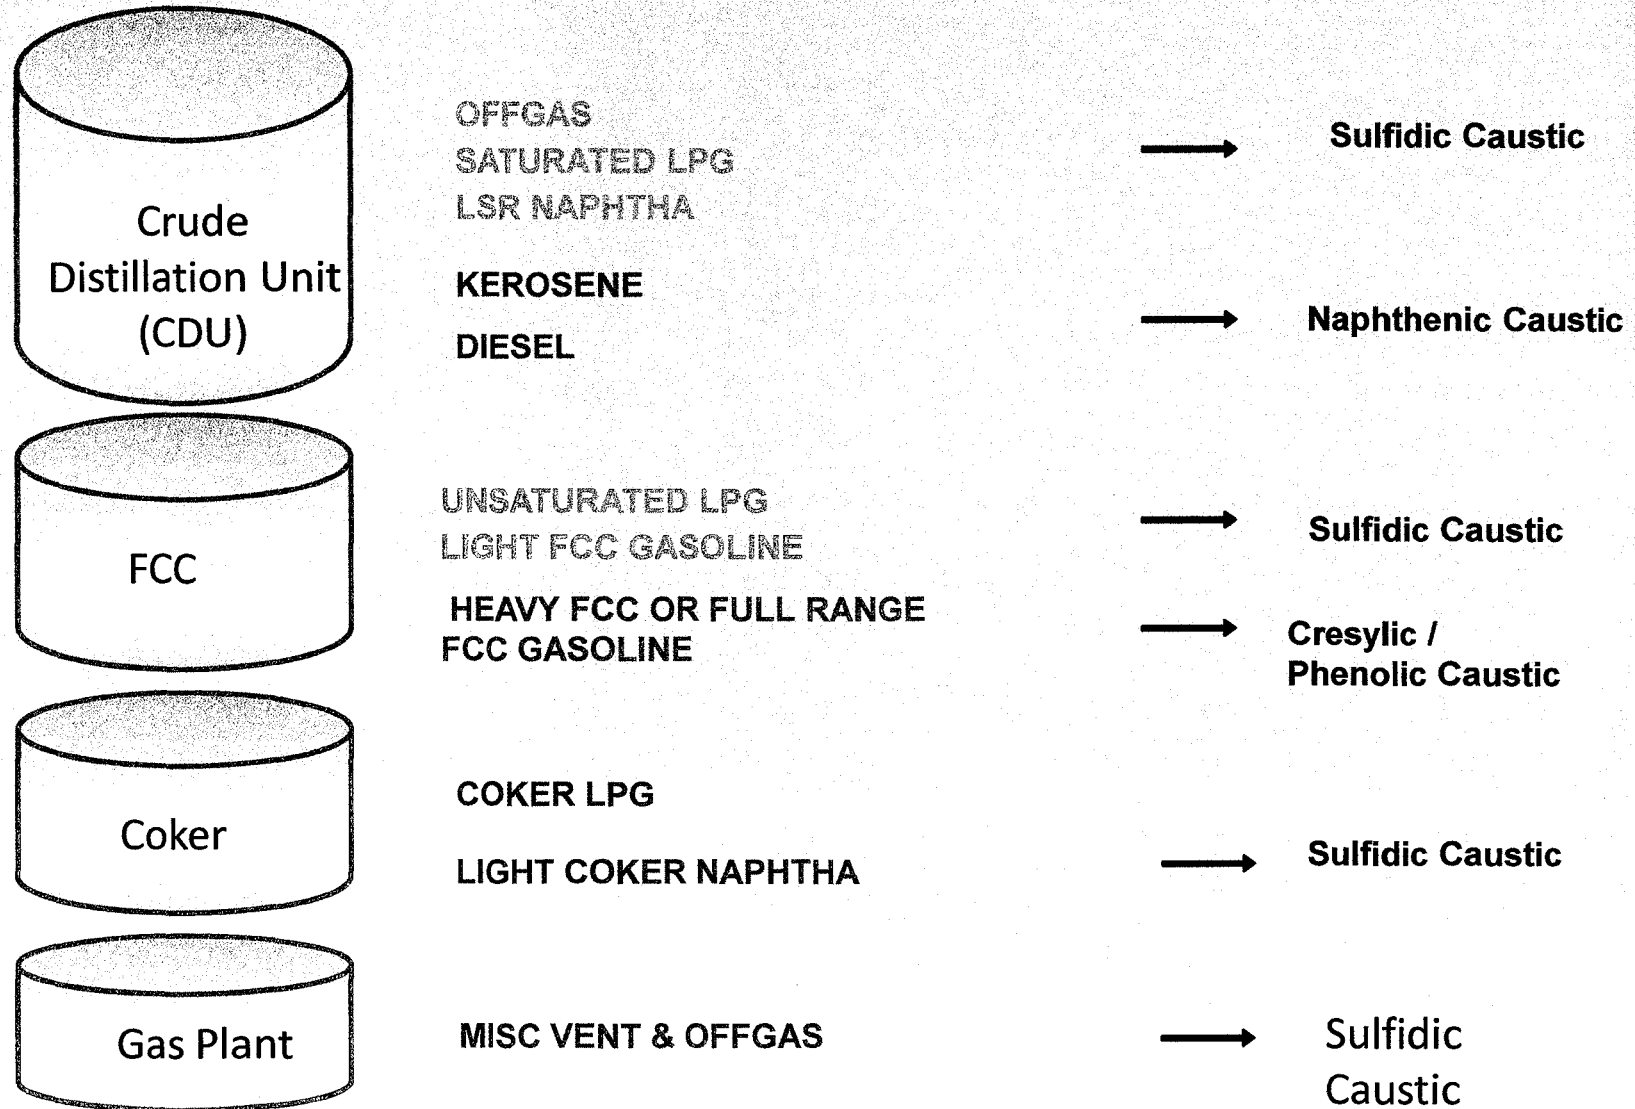 Crude
Distillation Unit
(CDU)
OFFGAS
SATURATED LPG
LSR NAPHTHA
Sulfidic Caustic
KEROSENE
DIESEL
Naphthenic Caustic
FCC
UNSATURATED LPG
LIGHT FCC GASOLINE
Sulfidic Caustic
HEAVY FCC OR FULL RANGE
FCC GASOLINE
Cresylic /
Phenolic Caustic
Coker
COKER LPG
LIGHT COKER NAPHTHA
Sulfidic Caustic
Gas Plant
MISC VENT & OFFGAS
Sulfidic
Caustic